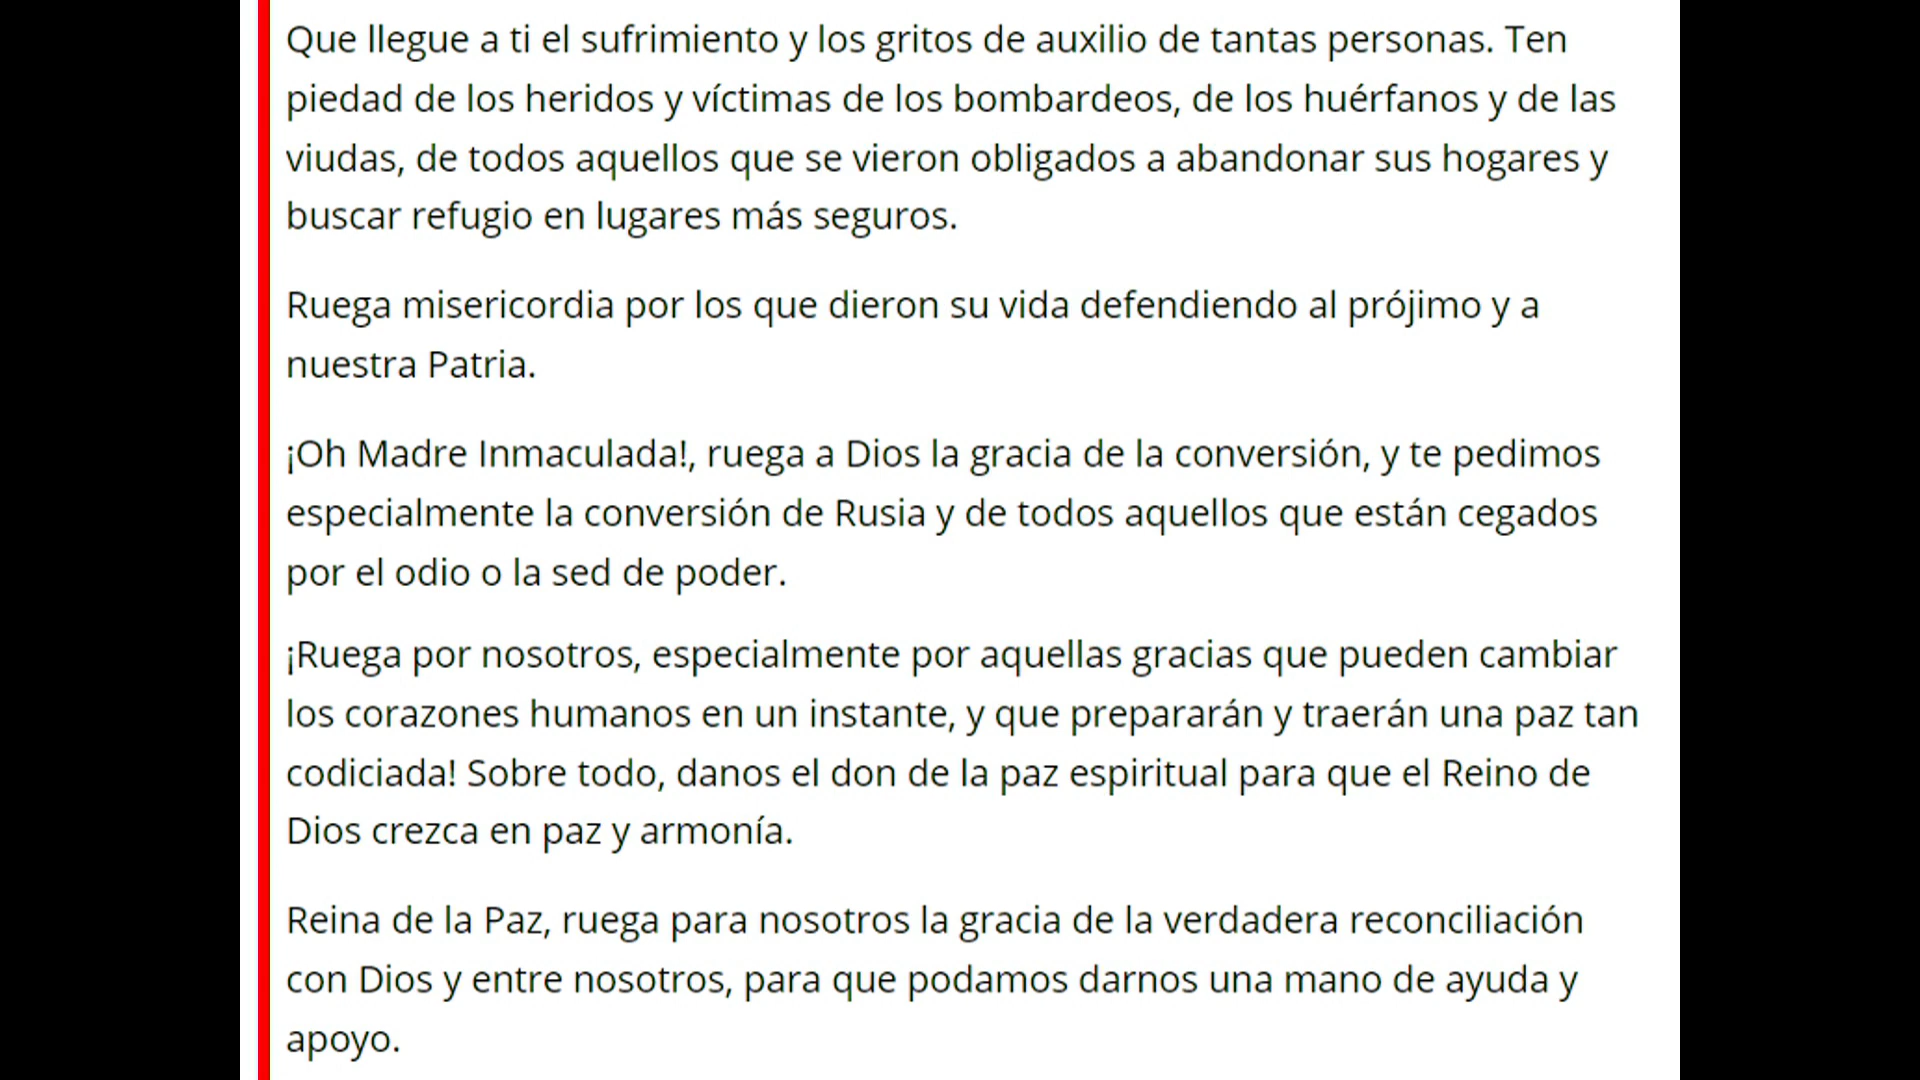 Que llegue a ti el sufrimiento y los gritos de auxilio de tantas personas. Ten
piedad de los heridos y víctimas de los bombardeos, de los huérfanos y de las
viudas, de todos aquellos que se vieron obligados a abandonar sus hogares y
buscar refugio en lugares más seguros.
Ruega misericordia por los que dieron su vida defendiendo al prójimo y a
nuestra Patria.
¡Oh Madre Inmaculada!, ruega a Dios la gracia de la conversión, y te pedimos
especialmente la conversión de Rusia y de todos aquellos que están cegados
por el odio o la sed de poder.
¡Ruega por nosotros, especialmente por aquellas gracias que pueden cambiar
los corazones humanos en un instante, y que prepararán y traerán una paz tan
codiciada! Sobre todo, danos el don de la paz espiritual para que el Reino de
Dios crezca en paz y armonía.
Reina de la Paz, ruega para nosotros la gracia de la verdadera reconciliación
con Dios y entre nosotros, para que podamos darnos una mano de ayuda y
apoyo.